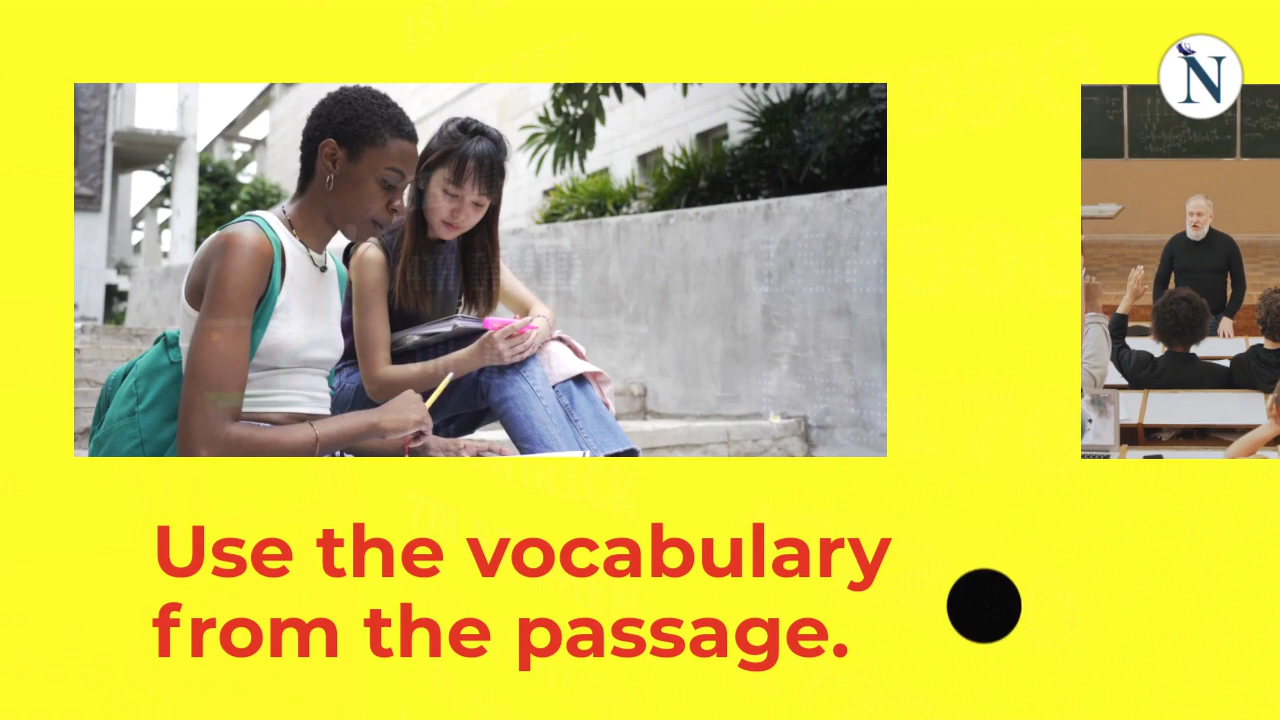 N
Use the vocabulary
from the passage.